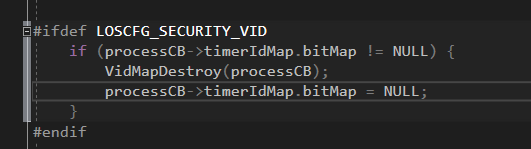 #ifdef LOSCFG_SECURITY_VID
    if (processCB->timerIdMap.bitMap != NULL) {
        VidMapDestroy(processCB);
        processCB->timerIdMap.bitMap = NULL;
    }
#endif